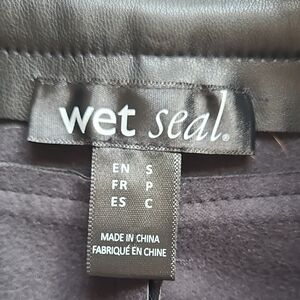 wet seal®
EN S
FR P
ES C
MADE IN CHINA
FABRIQUÉ EN CHINE